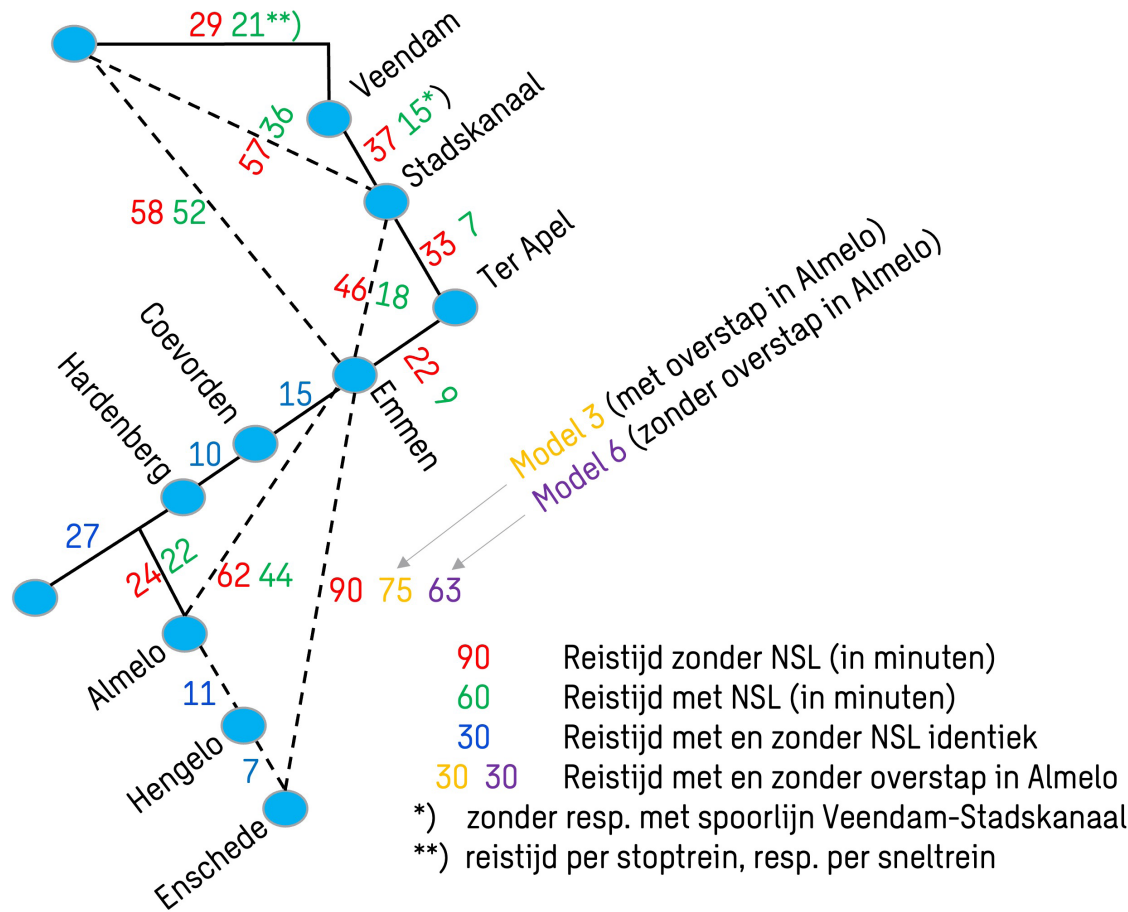 29 21**)
Veendam
57 36
37 15*)
Stadskanaal
58 52
33 7
Ter Apel
46 18
Coevorden
Hardenberg
22 9
15
Emmen
10
Model 3 (met overstap in Almelo)
Model 6 (zonder overstap in Almelo)
27
24 22
62 44
90 75 63
Almelo
11
Hengelo
7
Enschede
90 Reistijd zonder NSL (in minuten)
60 Reistijd met NSL (in minuten)
30 Reistijd met en zonder NSL identiek
30 30 Reistijd met en zonder overstap in Almelo
*) zonder resp. met spoorlijn Veendam-Stadskanaal
**) reistijd per stoptrein, resp. per sneltrein